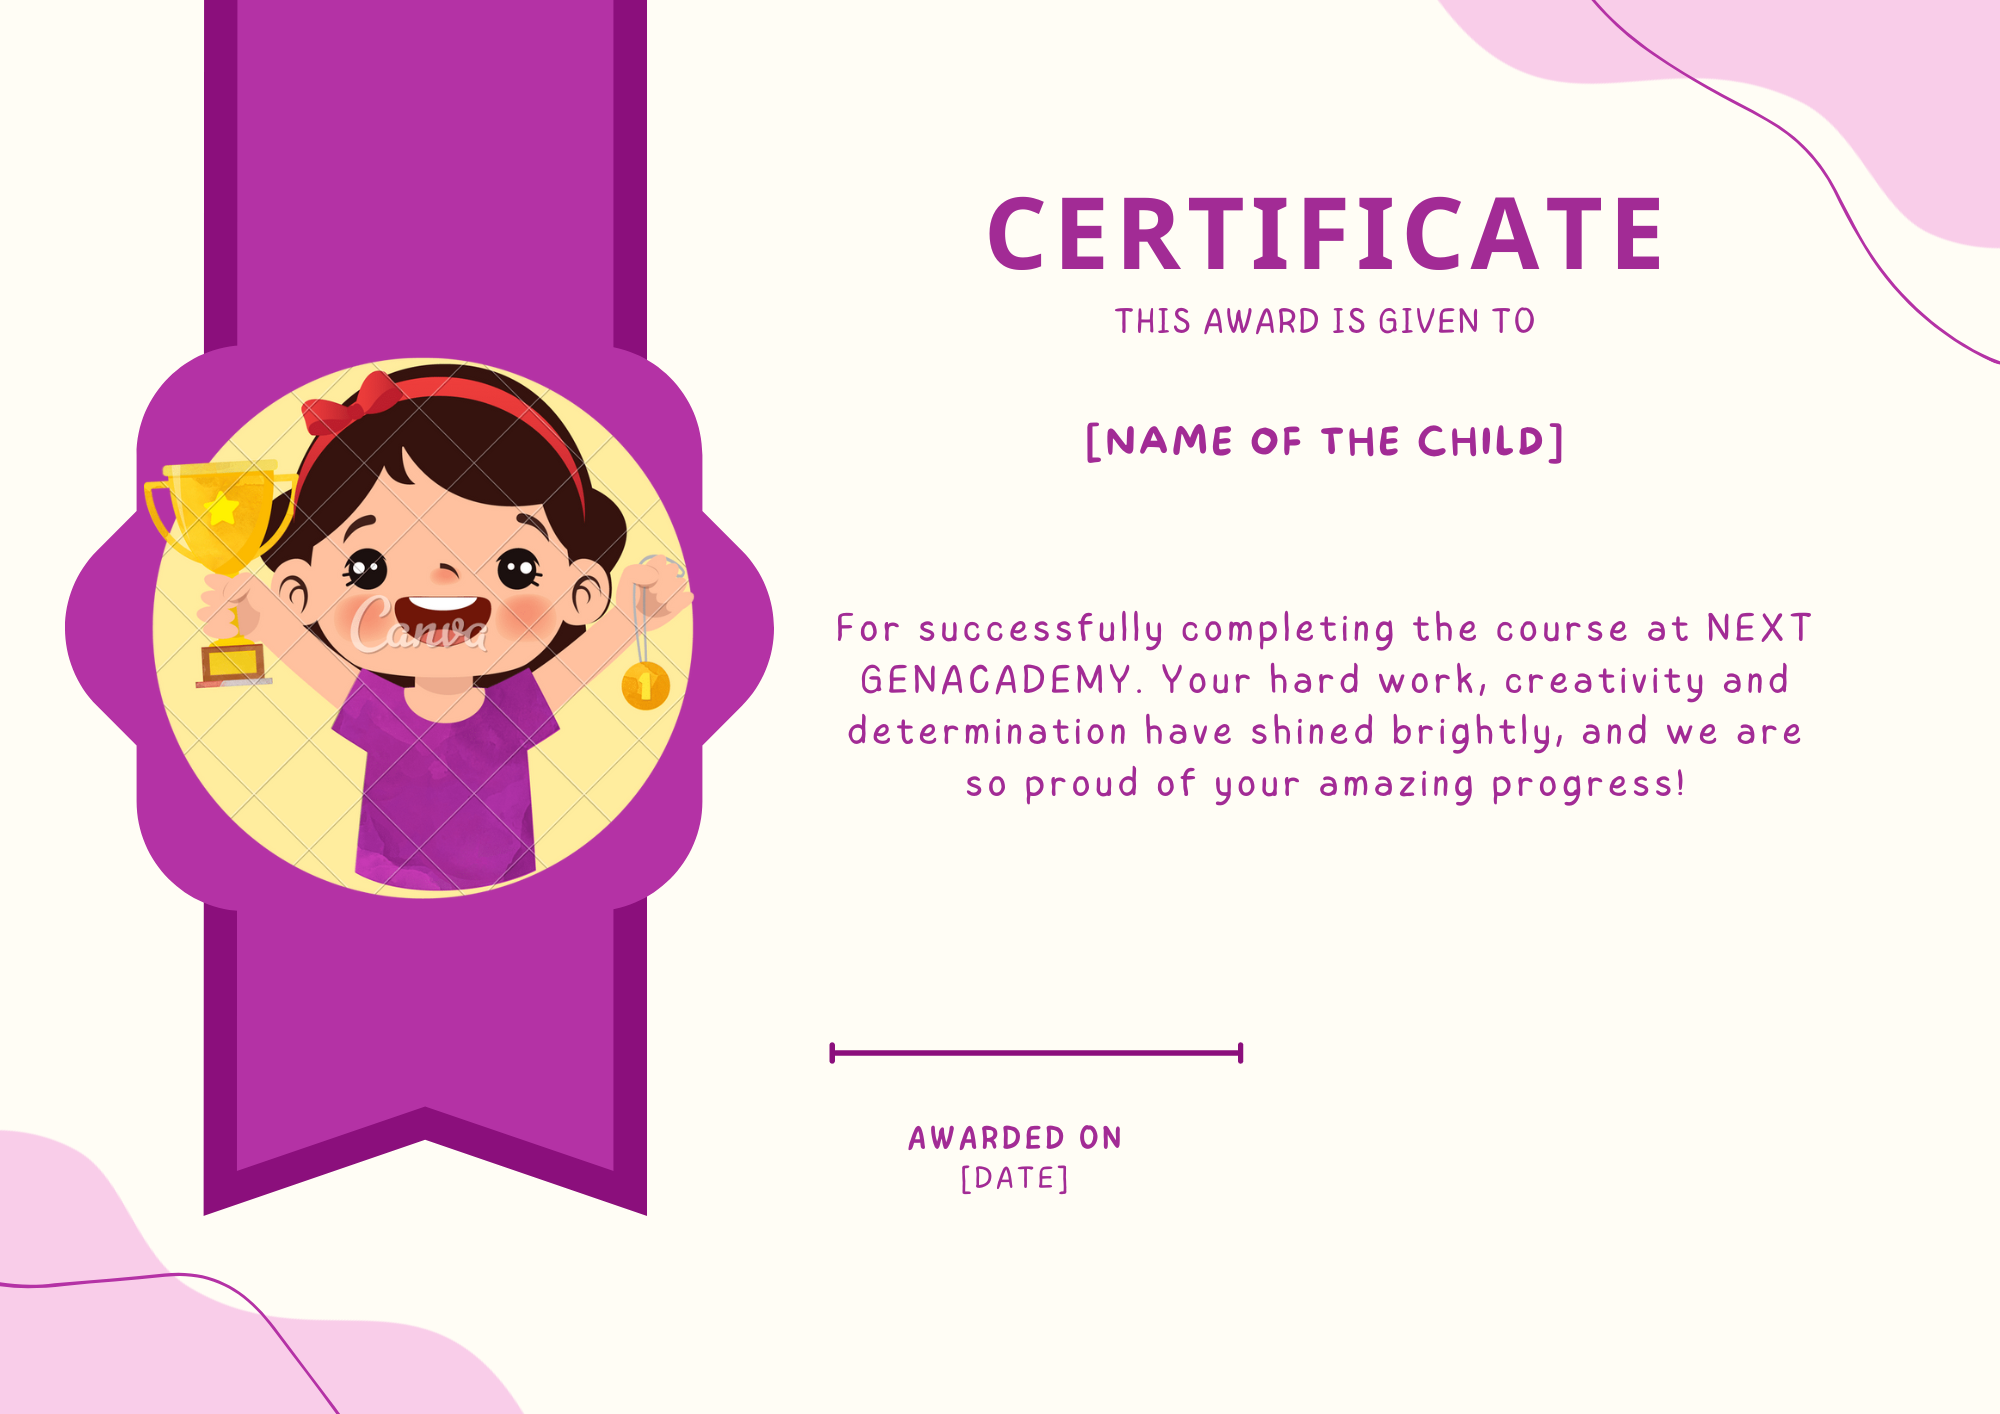 CERTIFICATE
THIS AWARD IS GIVEN TO
[NAME OF THE CHILD]
For successfully completing the course at NEXT
GENACADEMY. Your hard work, creativity and
determination have shined brightly, and we are
so proud of your amazing progress!
Canva
1
AWARDED ON
[DATE]